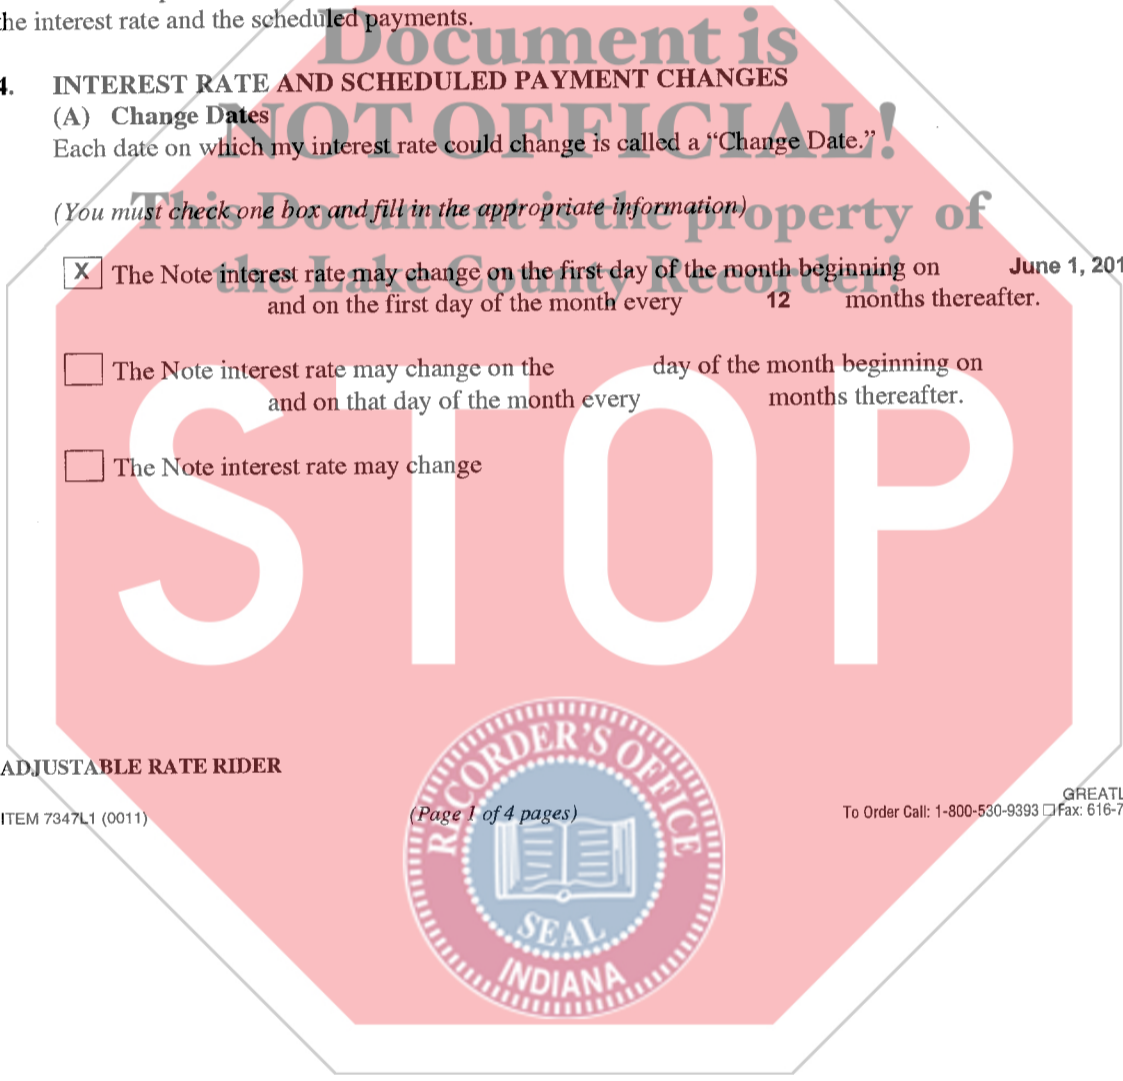 the interest rate and the scheduled payments.
Document is
4. INTEREST RATE AND SCHEDULED PAYMENT CHANGES
(A) Change Dates
NOT OFFICIAL!
Each date on which my interest rate could change is called a “Change Date.”
This Document is the property of
(You must check one box and fill in the appropriate information)
the Lake County Recorder!
X The Note interest rate may change on the first day of the month beginning on June 1, 201
and on the first day of the month every 12 months thereafter.
The Note interest rate may change on the day of the month beginning on
and on that day of the month every months thereafter.
The Note interest rate may change
STOP
RECORDER'S OFFICE
ADJUSTABLE RATE RIDER
GREATL
ITEM 7347L1 (0011) (Page 1 of 4 pages) To Order Call: 1-800-530-9393 ☐ Fax: 616-7
SEAL
INDIANA